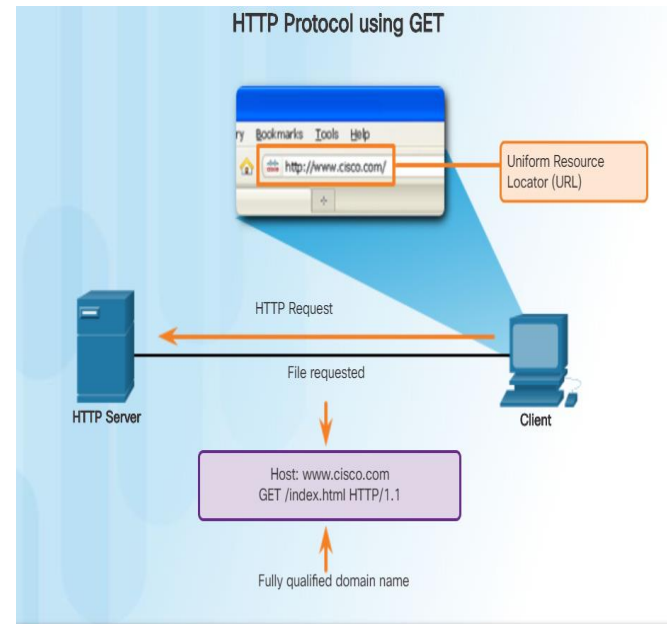 HTTP Protocol using GET
ry Bookmarks Tools Help
http://www.cisco.com/
Uniform Resource
Locator (URL)
HTTP Request
File requested
HTTP Server
Client
Host: www.cisco.com
GET /index.html HTTP/1.1
Fully qualified domain name